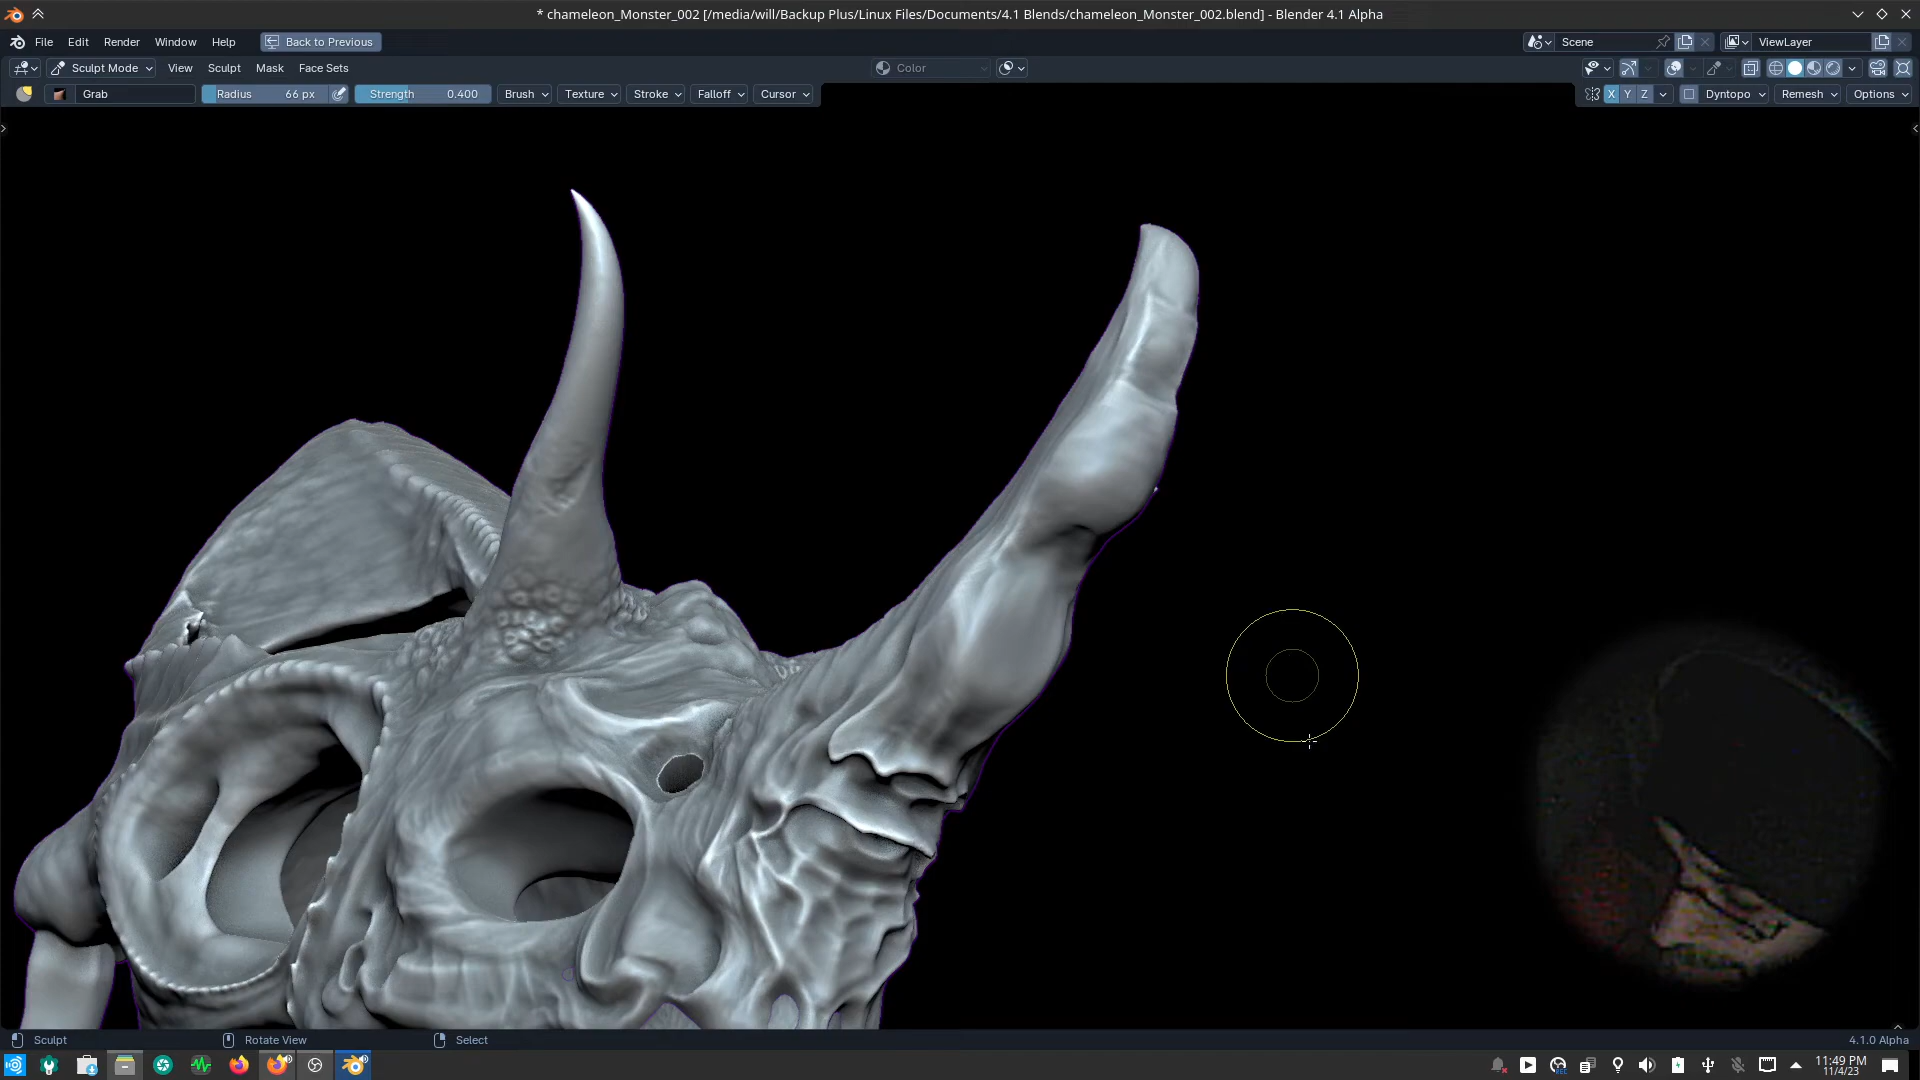 * chameleon_Monster_002 [/media/will/Backup Plus/Linux Files/Documents/4.1 Blends/chameleon_Monster_002.blend] - Blender 4.1 Alpha
File Edit Render Window Help Back to Previous Scene ViewLayer
Sculpt Mode View Sculpt Mask Face Sets Color
Grab Radius 66 px Strength 0.400 Brush Texture Stroke Falloff Cursor X Y Z Dyntopo Remesh Options
Sculpt Rotate View Select 4.1.0 Alpha
11:49 PM
11/4/23